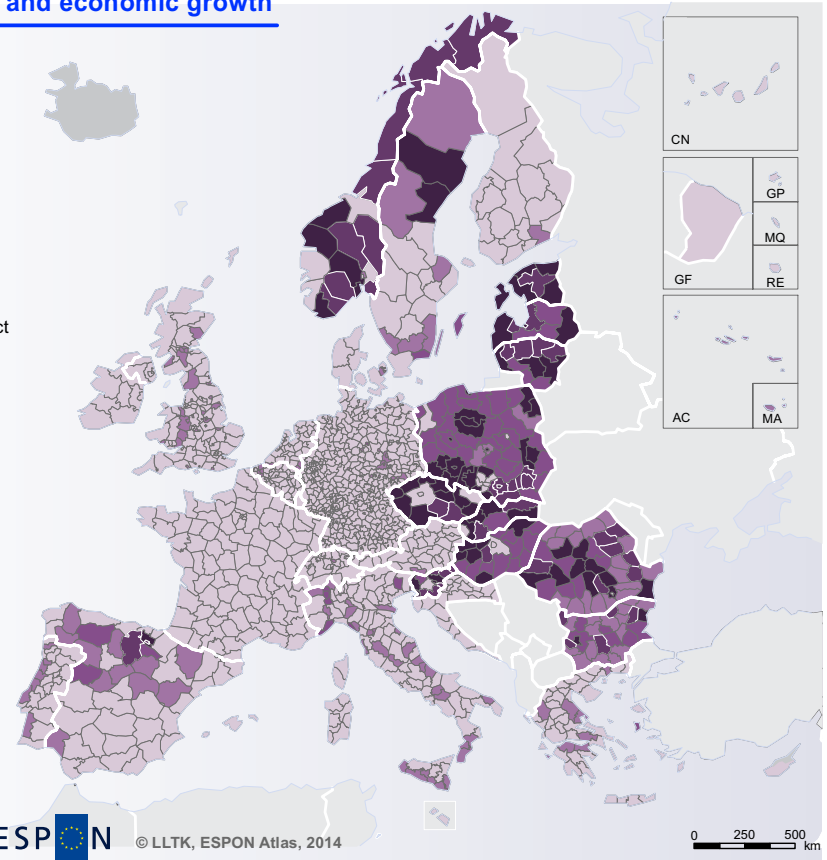 and economic growth
CN
GP
MQ
GF
RE
ct
AC
MA
ESPON
© LLTK, ESPON Atlas, 2014
0 250 500
km